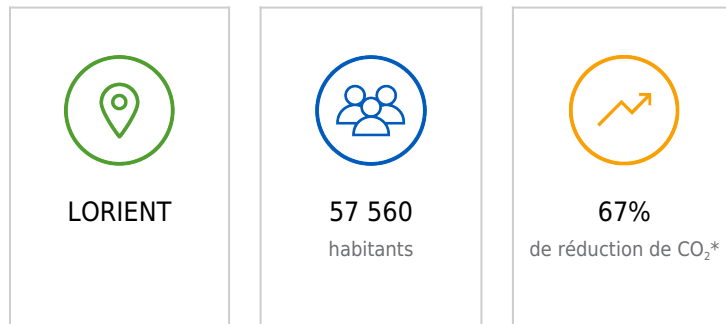 LORIENT
57 560
habitants
67%
de réduction de CO₂*